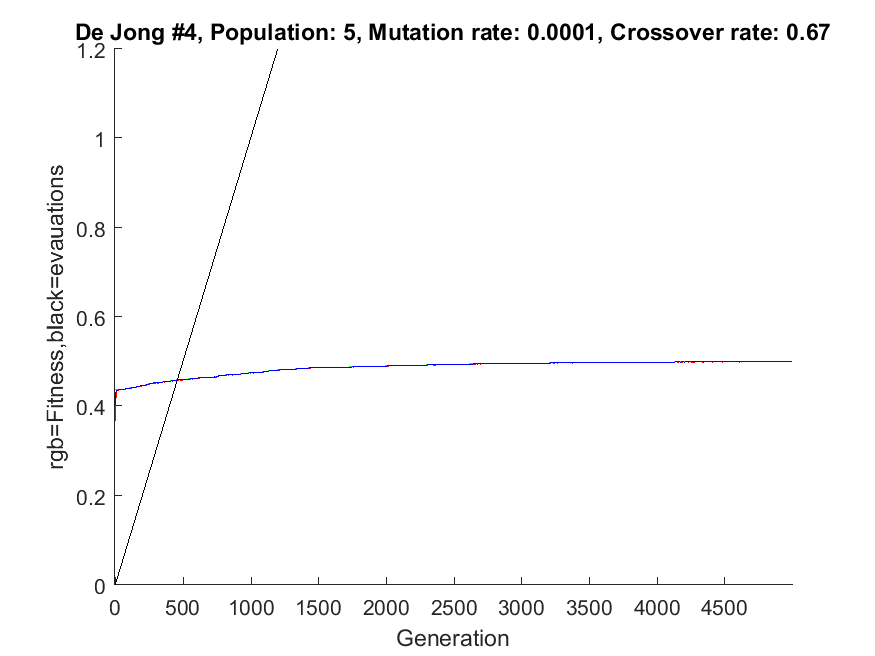 De Jong #4, Population: 5, Mutation rate: 0.0001, Crossover rate: 0.67
rgb=Fitness,black=evauations
1.2
1
0.8
0.6
0.4
0.2
0
0 500 1000 1500 2000 2500 3000 3500 4000 4500
Generation